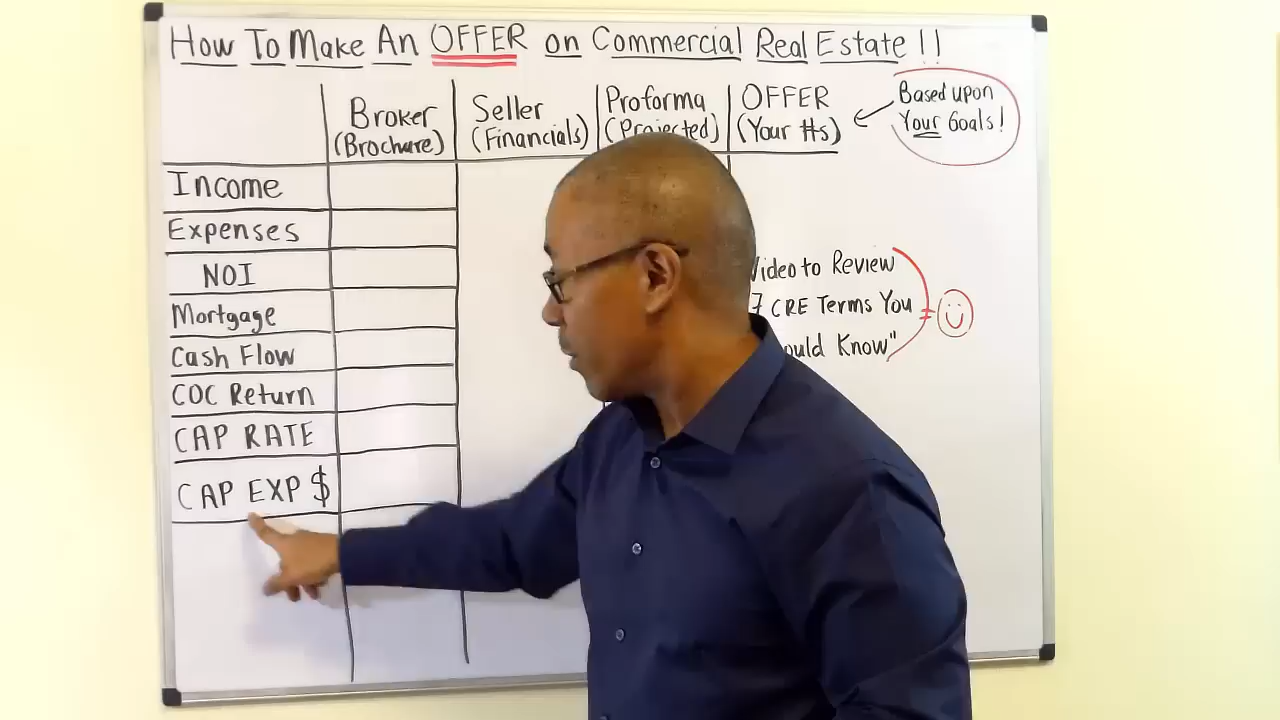 How To Make An OFFER on Commercial Real Estate !!
Broker
(Brochure)
Seller
(Financials)
Proforma
(Projected)
OFFER
(Your #s)
Based upon
Your Goals!
Income
Expenses
NOI
Mortgage
Cash Flow
COC Return
CAP RATE
CAP EXP $
Video to Review
7 CRE Terms You
Know"